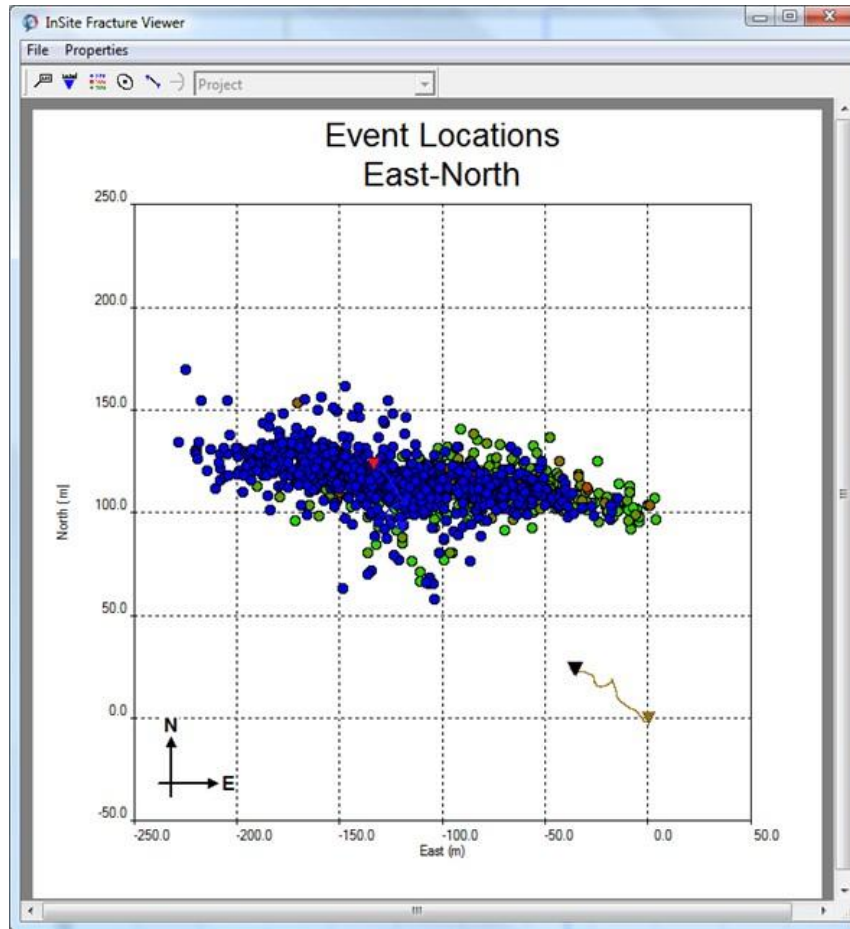 InSite Fracture Viewer
File Properties
Project
Event Locations
East-North
250.0
200.0
150.0
100.0
50.0
0.0
-50.0
North [m]
N
E
-250.0 -200.0 -150.0 -100.0 -50.0 0.0 50.0
East (m)